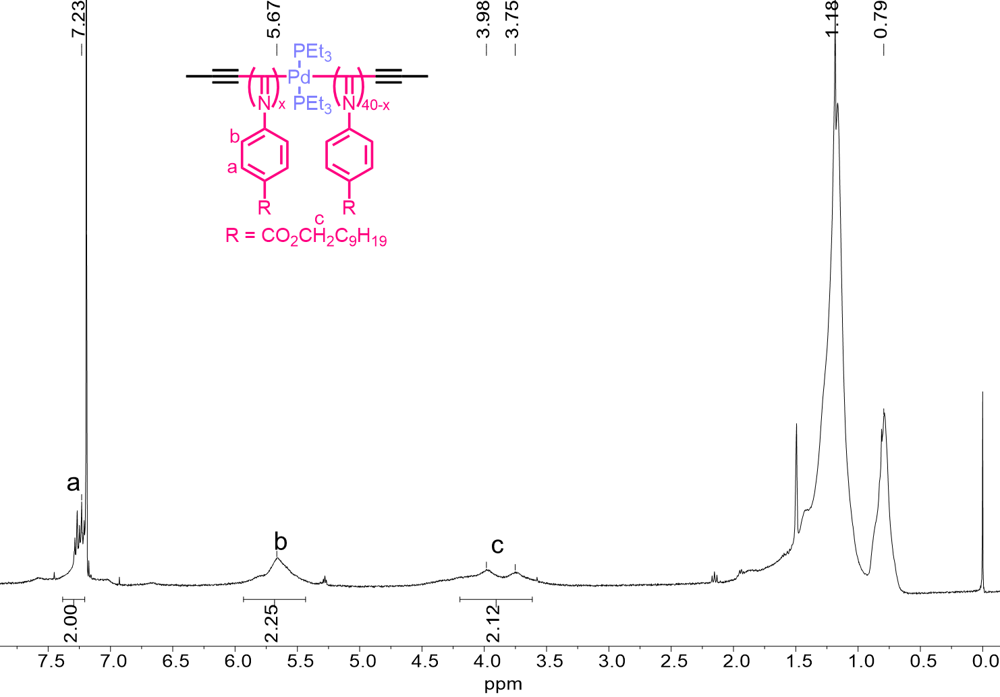 7.23 5.67 3.98 3.75 1.18 0.79
PEt3
Pd
N x PEt3 N 40-x
b
a
R R
c
R = CO2CH2C9H19
a
b c
2.00 2.25 2.12
7.5 7.0 6.5 6.0 5.5 5.0 4.5 4.0 3.5 3.0 2.5 2.0 1.5 1.0 0.5 0.0
ppm